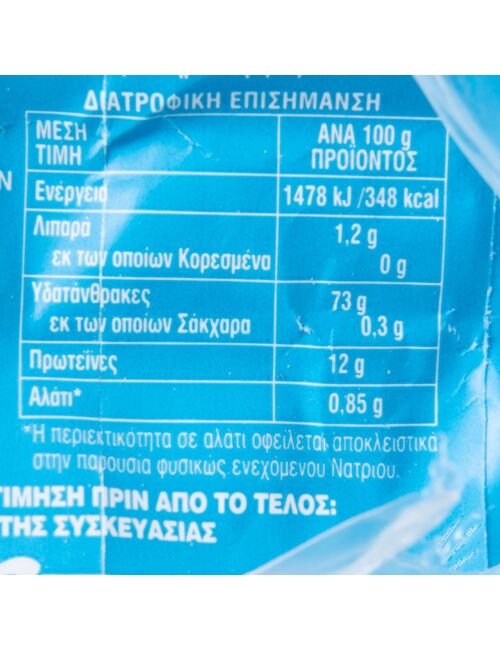 ΔΙΑΤΡΟΦΙΚΗ ΕΠΙΣΗΜΑΝΣΗ
ΜΕΣΗ ΤΙΜΗ
ΑΝΑ 100 g ΠΡΟΪΟΝΤΟΣ
Ν
Ενέργεια 1478 kJ /348 kcal
Λιπαρά 1,2 g
εκ των οποίων Κορεσμένα 0 g
Υδατάνθρακες 73 g
εκ των οποίων Σάκχαρα 0,3 g
Πρωτεΐνες 12 g
Αλάτι* 0,85 g
*Η περιεκτικότητα σε αλάτι οφείλεται αποκλειστικά
στην παρουσία φυσικώς ενεχόμενου Νατρίου.
ΤΙΜΗΣΗ ΠΡΙΝ ΑΠΟ ΤΟ ΤΕΛΟΣ:
ΤΗΣ ΣΥΣΚΕΥΑΣΙΑΣ